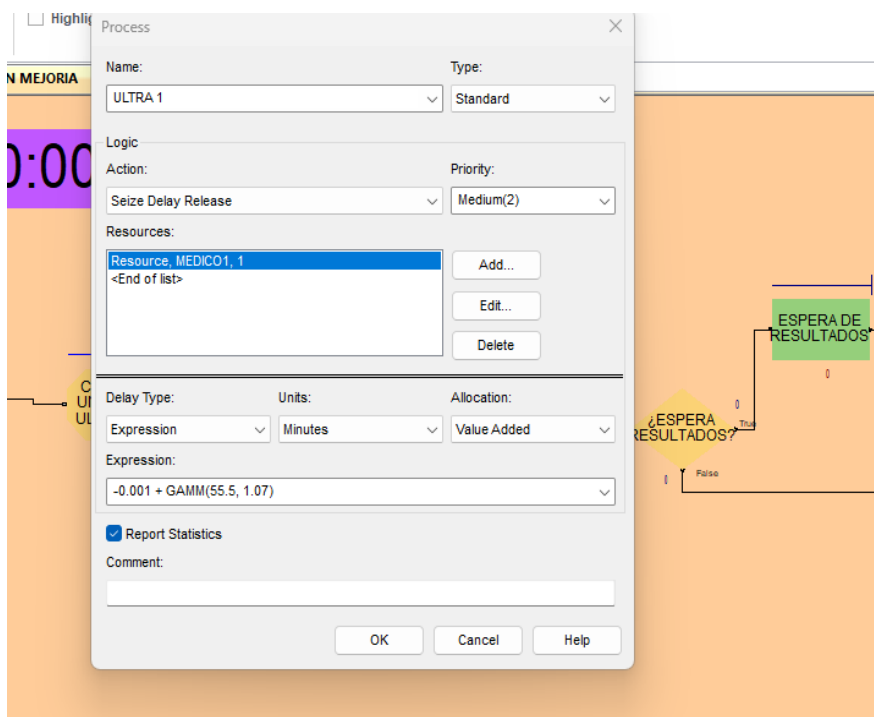 Process
Name:
Type:
ULTRA 1
Standard
N MEJORIA
Logic
Action:
Priority:
Seize Delay Release
Medium(2)
Resources:
Resource, MEDICO1, 1
<End of list>
Add...
Edit...
Delete
Delay Type:
Units:
Allocation:
Expression
Minutes
Value Added
Expression:
-0.001 + GAMM(55.5, 1.07)
Report Statistics
Comment:
OK
Cancel
Help
0:00
ESPERA DE
RESULTADOS
0
¿ESPERA
RESULTADOS?
0
True
0
False